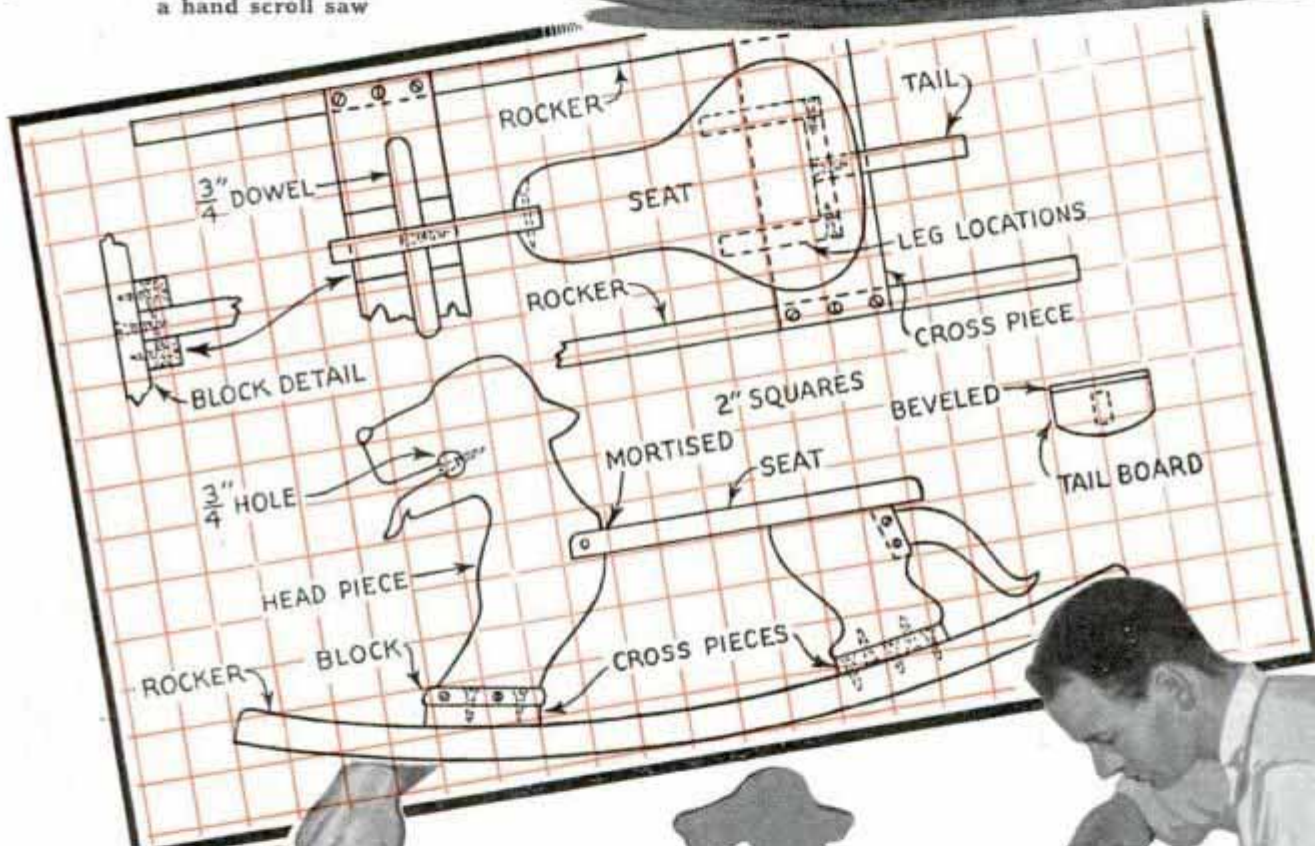 a hand scroll saw
ROCKER
TAIL
3/4" DOWEL
SEAT
LEG LOCATIONS
ROCKER
CROSS PIECE
BLOCK DETAIL
2" SQUARES
BEVELED
MORTISED
SEAT
TAIL BOARD
3/4" HOLE
HEAD PIECE
BLOCK
CROSS PIECES
ROCKER